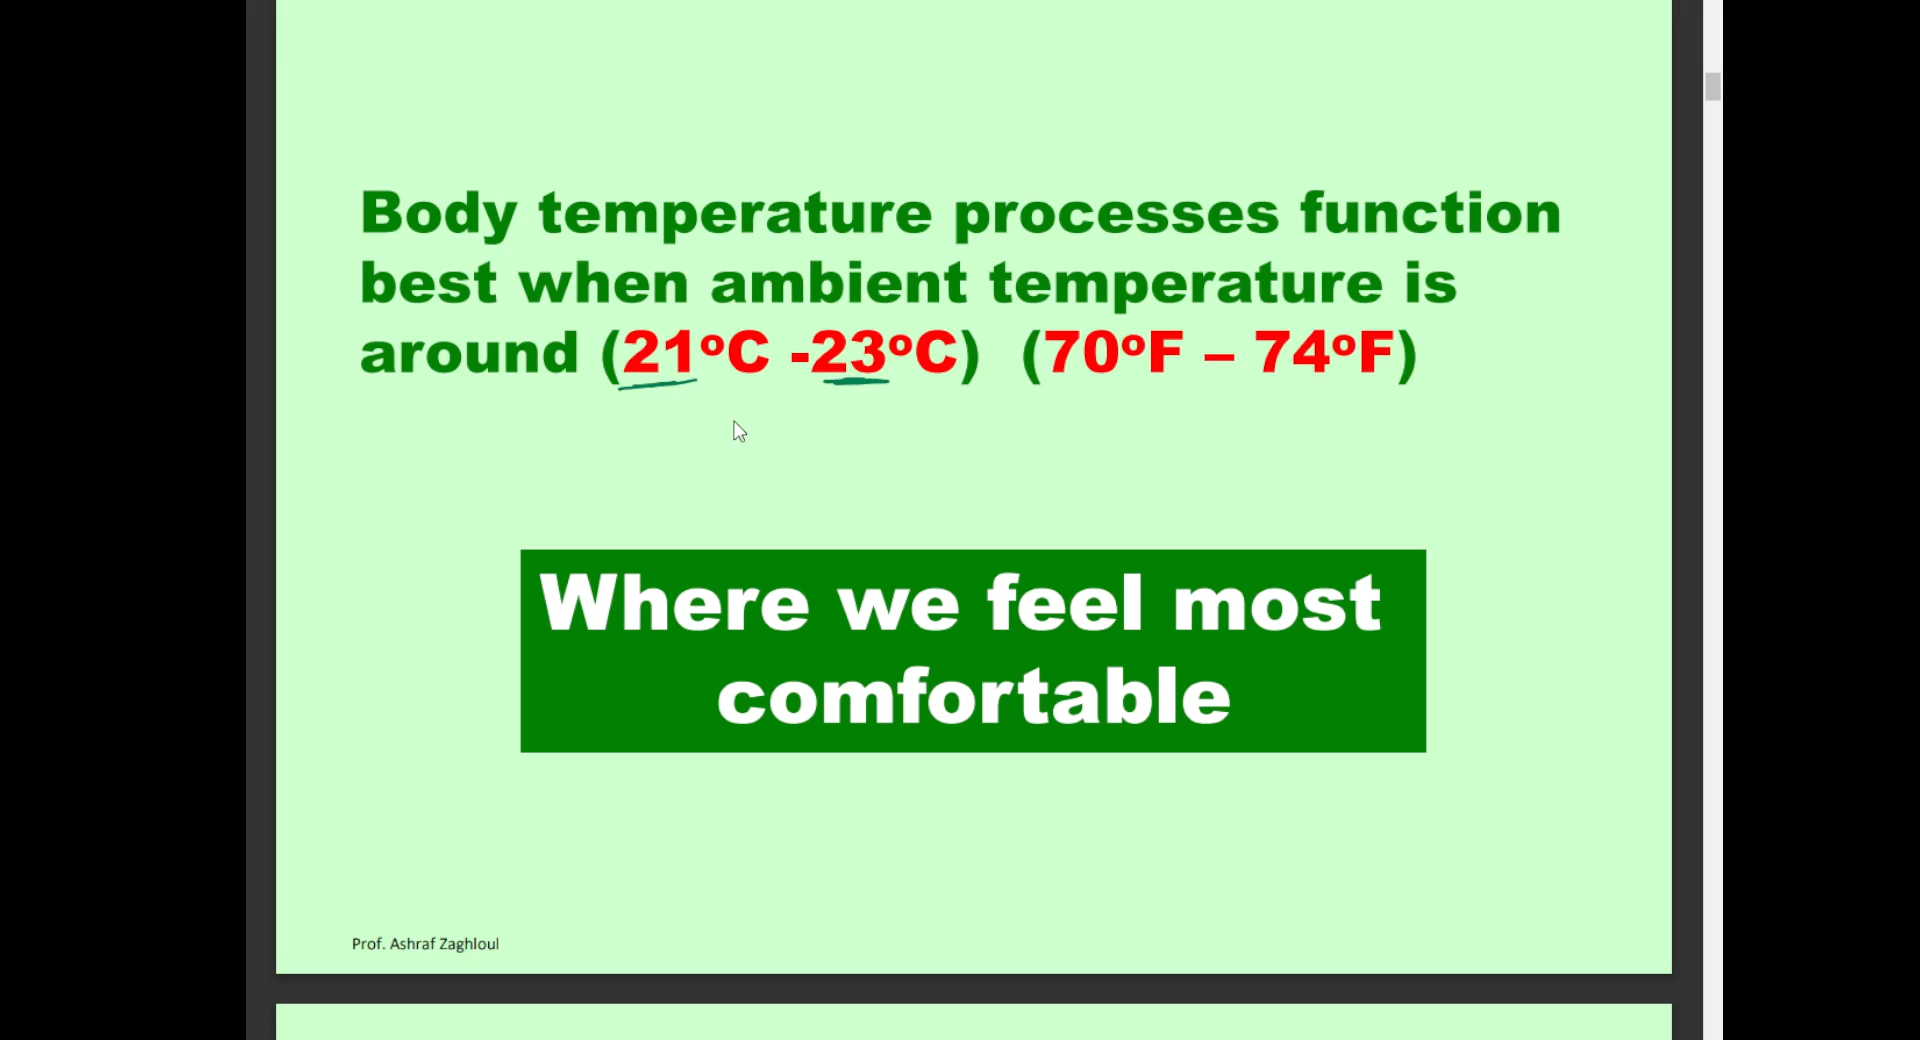 Body temperature processes function
best when ambient temperature is
around (21ºC -23ºC)  (70ºF – 74ºF)
Where we feel most
comfortable
Prof. Ashraf Zaghloul